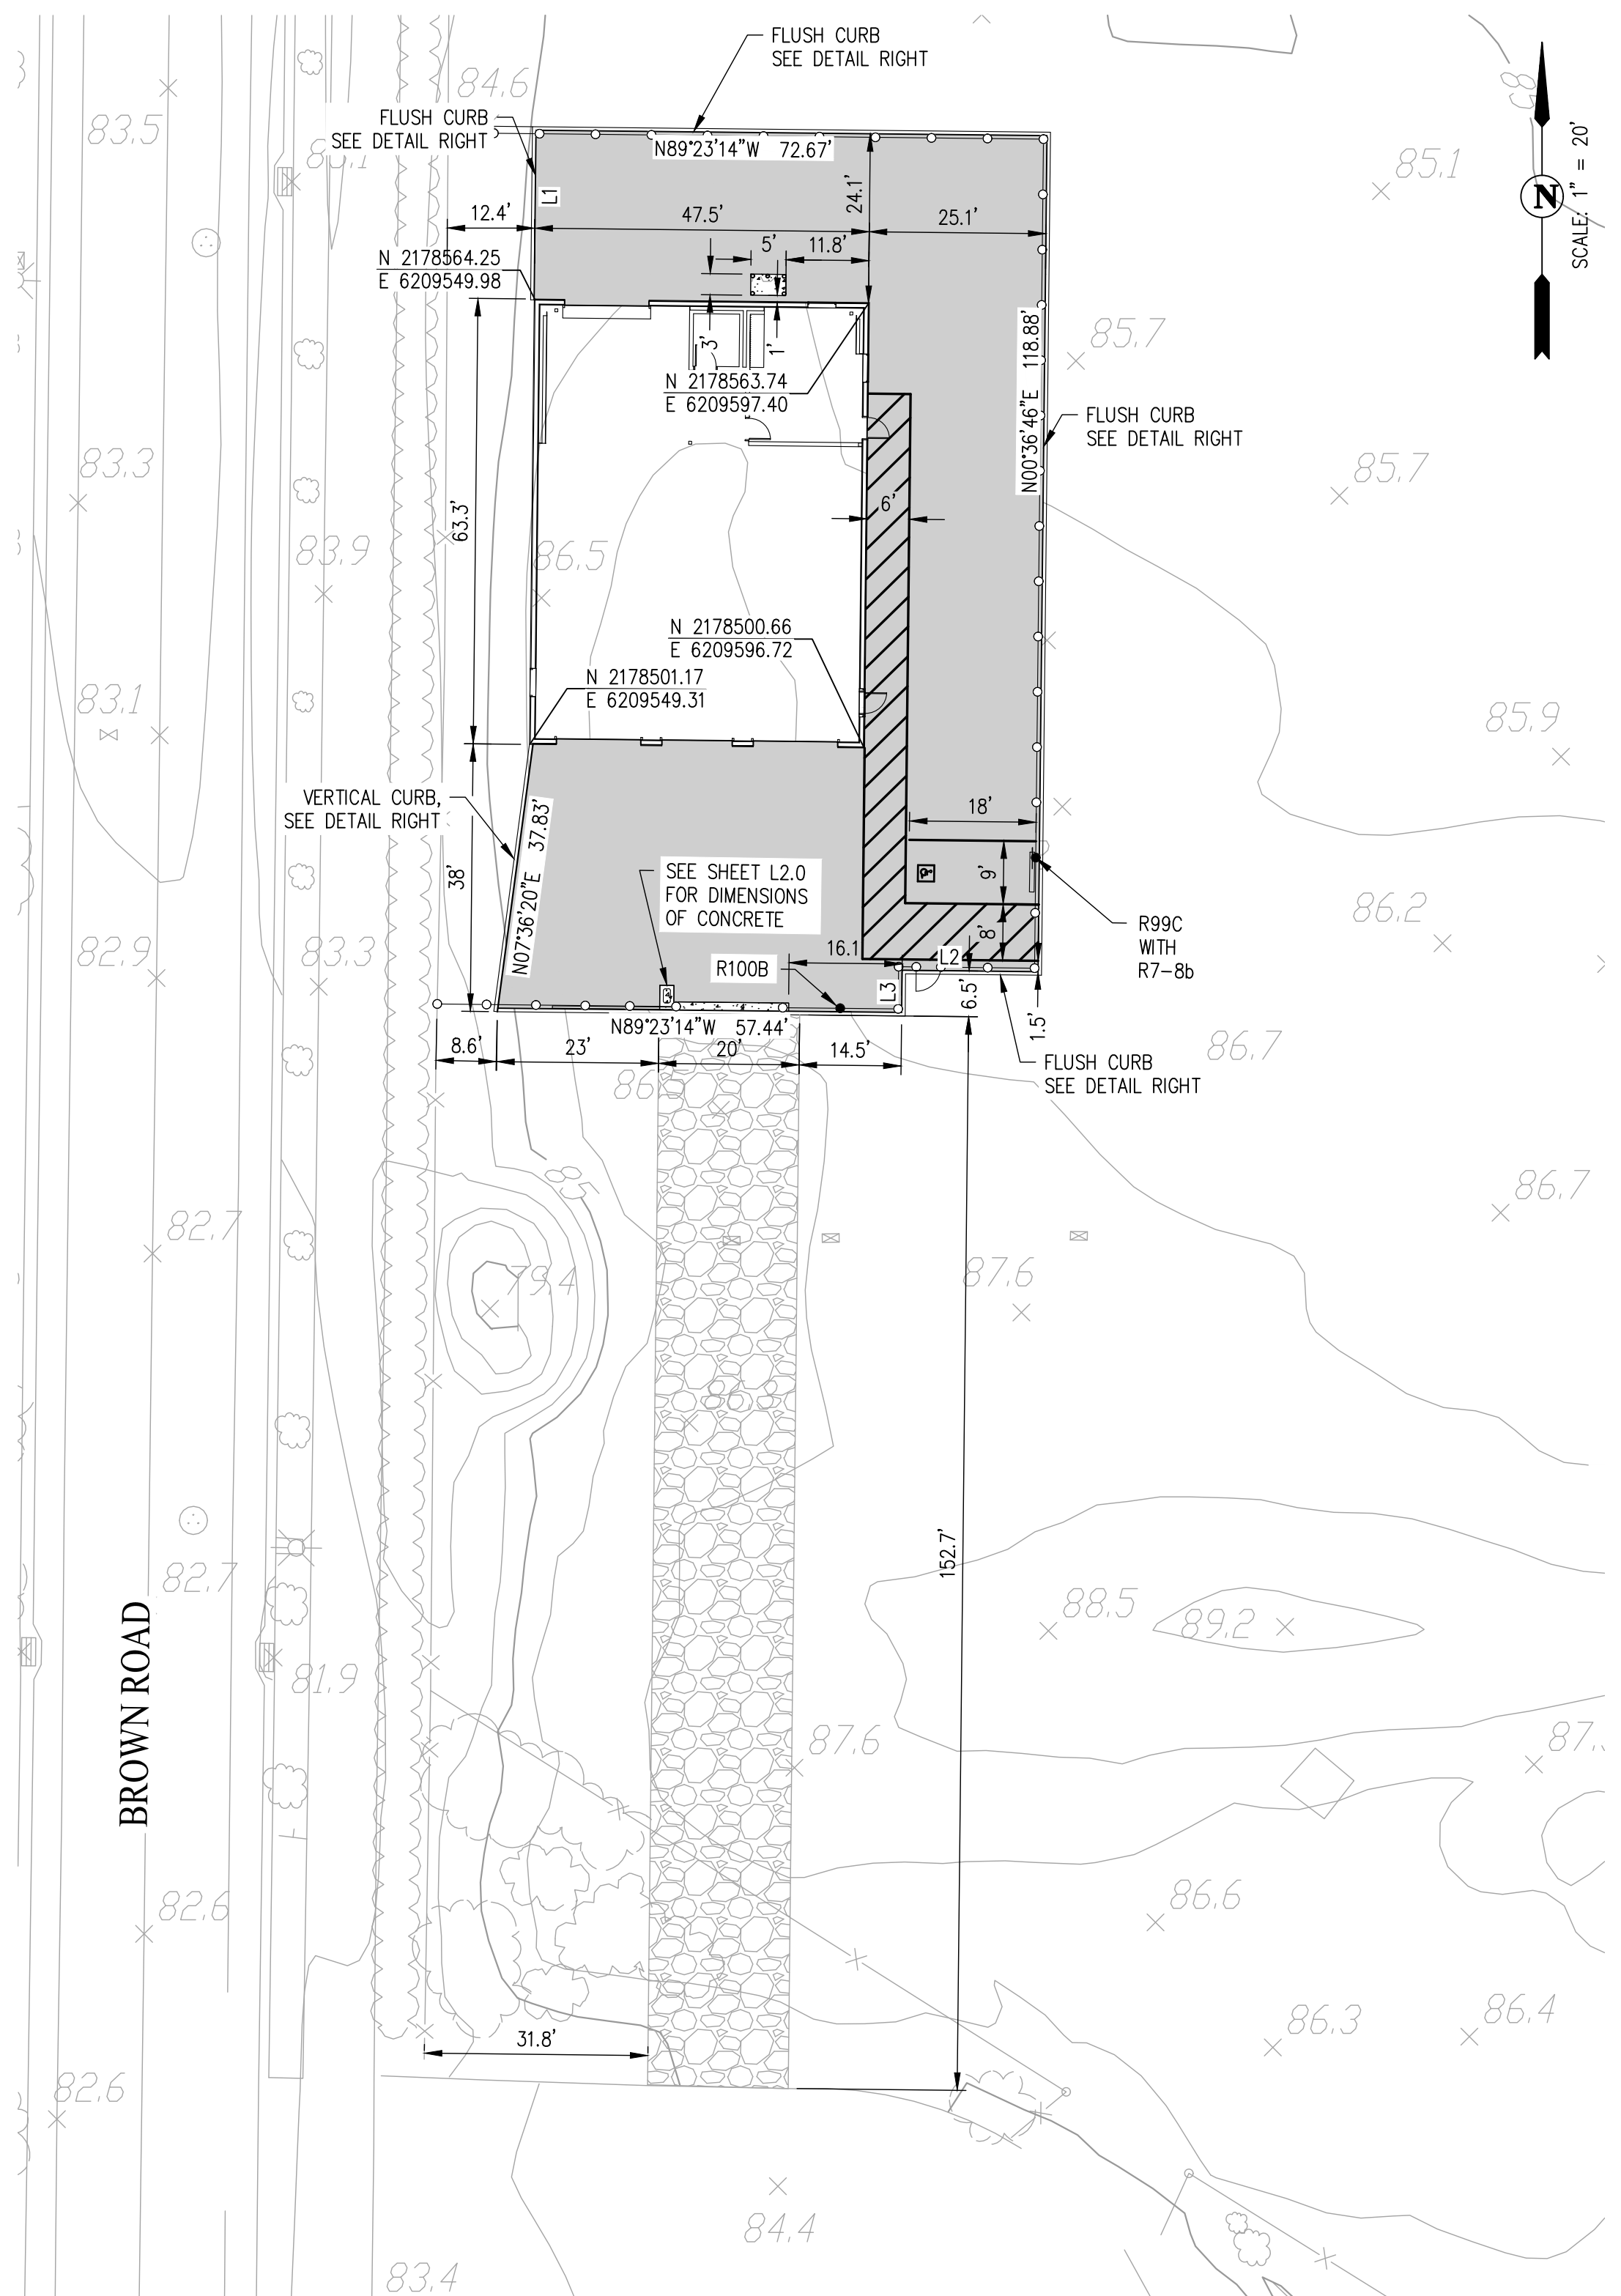 FLUSH CURB
SEE DETAIL RIGHT
84.6
83.5
FLUSH CURB
SEE DETAIL RIGHT
N89°23'14"W 72.67'
85
SCALE: 1" = 20'
N
85.1
L1
24.1'
12.4'
47.5'
25.1'
5'
11.8'
N 2178564.25
E 6209549.98
3'
1'
N 2178563.74
E 6209597.40
N00°36'46"E 118.88'
85.7
FLUSH CURB
SEE DETAIL RIGHT
85.7
83.3
63.3'
6'
83.9
86.5
N 2178500.66
E 6209596.72
N 2178501.17
E 6209549.31
83.1
85.9
VERTICAL CURB,
SEE DETAIL RIGHT
N07°36'20"E 37.83'
38'
18'
9'
SEE SHEET L2.0
FOR DIMENSIONS
OF CONCRETE
86.2
R99C
WITH
R7-8b
8'
82.9
83.3
16.1
L2
R100B
L3
6.5'
1.5'
N89°23'14"W 57.44'
8.6'
23'
20'
14.5'
86.7
FLUSH CURB
SEE DETAIL RIGHT
85
86.7
82.7
79.4
87.6
86.8
152.7'
82.7
88.5
89.2
BROWN ROAD
81.9
87.6
82.6
86.6
31.8'
86.3
86.4
82.6
84.4
83.4